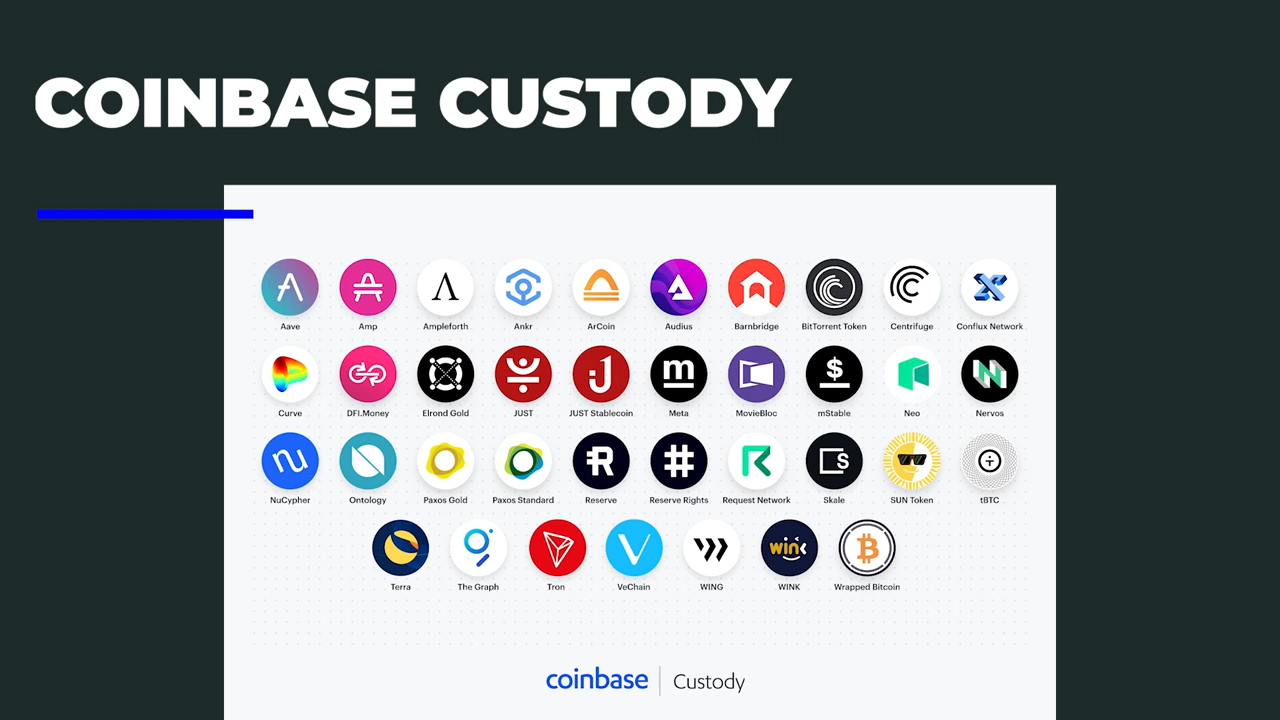 COINBASE CUSTODY
Aave Amp Ampleforth Ankr ArCoin Audius Barnbridge BitTorrent Token Centrifuge Conflux Network
m $
Curve DFI.Money Elrond Gold JUST JUST Stablecoin Meta MovieBloc mStable Neo Nervos
nu R # S
NuCypher Ontology Paxos Gold Paxos Standard Reserve Reserve Rights Request Network Skale SUN Token tBTC
wink
Terra The Graph Tron VeChain WING WINK Wrapped Bitcoin
coinbase | Custody